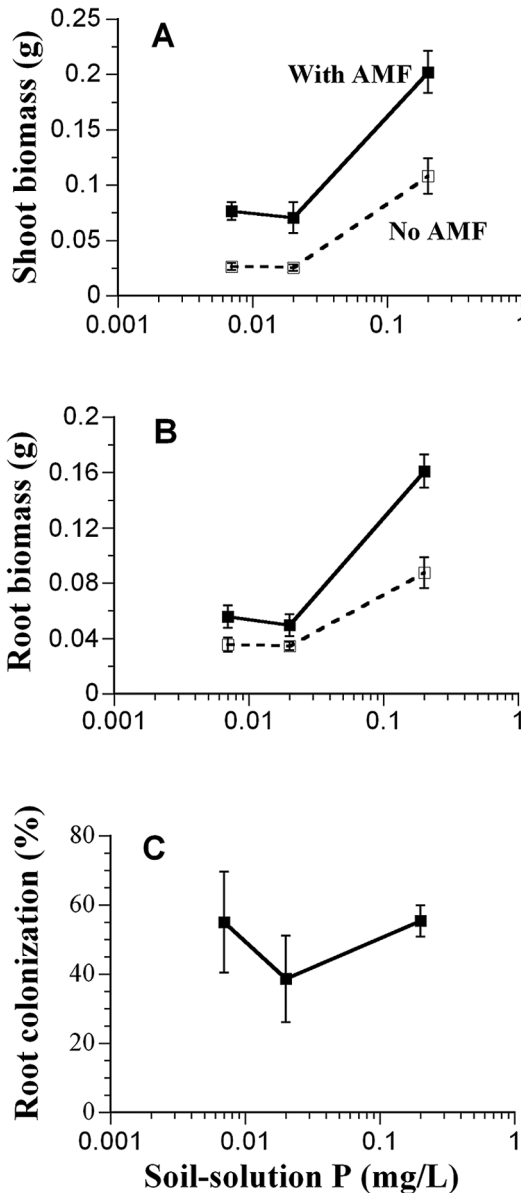 A
Shoot biomass (g)
0.25
0.2
0.15
0.1
0.05
0
With AMF
No AMF
0.001 0.01 0.1 1
B
Root biomass (g)
0.2
0.16
0.12
0.08
0.04
0
0.001 0.01 0.1 1
C
Root colonization (%)
80
60
40
20
0
0.001 0.01 0.1 1
Soil-solution P (mg/L)